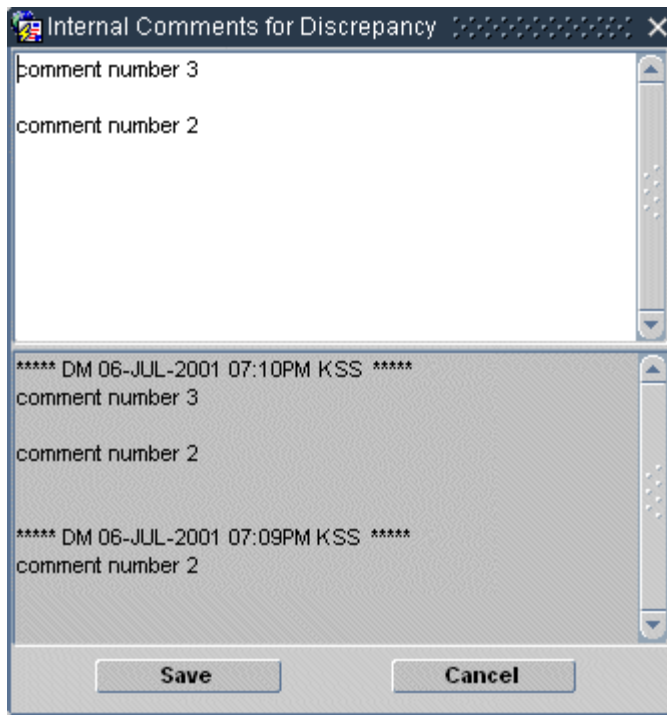 Internal Comments for Discrepancy
comment number 3
comment number 2
***** DM 06-JUL-2001 07:10PM KSS *****
comment number 3
comment number 2
***** DM 06-JUL-2001 07:09PM KSS *****
comment number 2
Save
Cancel